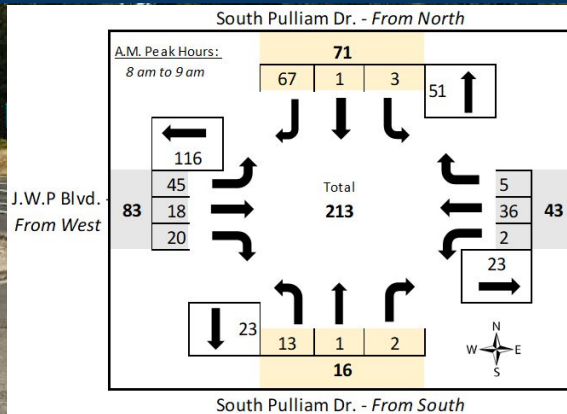 South Pulliam Dr. - From North
A.M. Peak Hours:
8 am to 9 am
71
67 1 3
51
116
45
18
20
J.W.P Blvd. -
From West
83
Total
213
5
36
2
43
23
23
13 1 2
16
N
W E
S
South Pulliam Dr. - From South